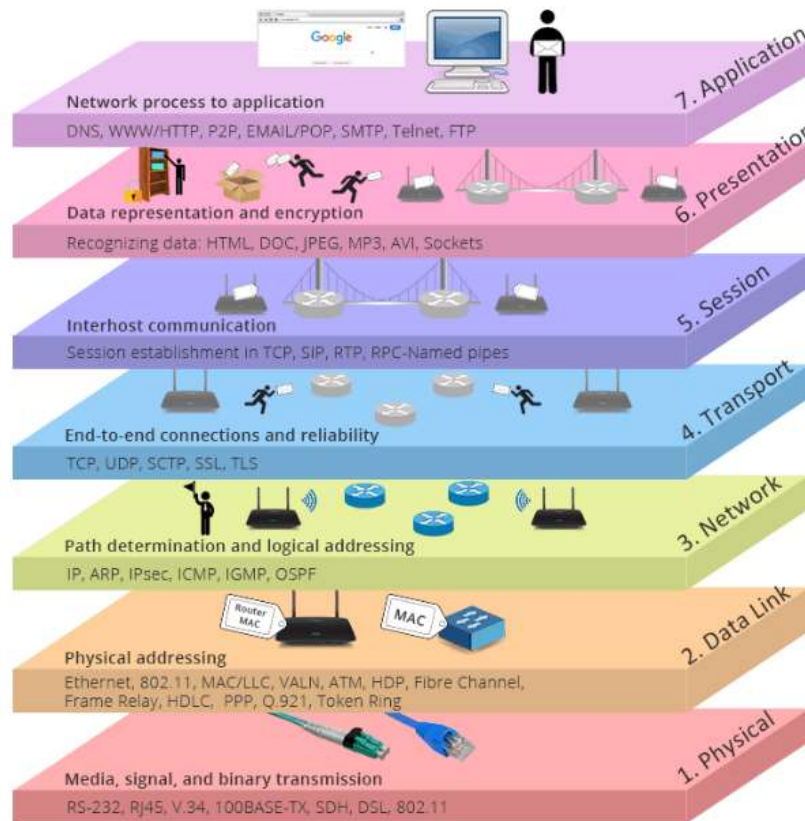 Google
Network process to application
7. Application
DNS, WWW/HTTP, P2P, EMAIL/POP, SMTP, Telnet, FTP
Data representation and encryption
6. Presentation
Recognizing data: HTML, DOC, JPEG, MP3, AVI, Sockets
Interhost communication
5. Session
Session establishment in TCP, SIP, RTP, RPC-Named pipes
End-to-end connections and reliability
4. Transport
TCP, UDP, SCTP, SSL, TLS
Path determination and logical addressing
3. Network
IP, ARP, IPsec, ICMP, IGMP, OSPF
Router
MAC
MAC
Physical addressing
2. Data Link
Ethernet, 802.11, MAC/LLC, VALN, ATM, HDP, Fibre Channel,
Frame Relay, HDLC, PPP, Q.921, Token Ring
Media, signal, and binary transmission
1. Physical
RS-232, RJ45, V.34, 100BASE-TX, SDH, DSL, 802.11